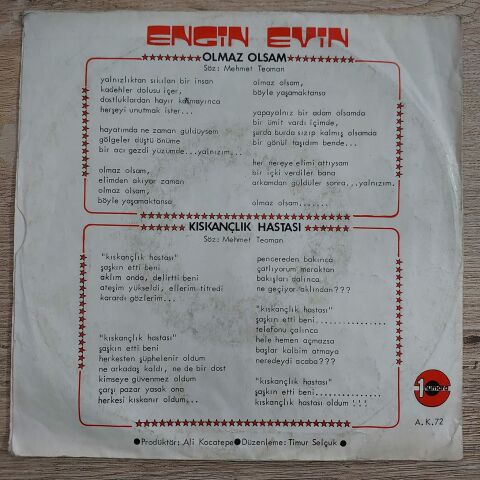 ENGİN EVİN
OLMAZ OLSAM
Söz: Mehmet Teoman
yalnızlıktan sıkılan bir insan
kadehler dolusu içer,
dostluklardan hayır kalmayınca
herşeyi unutmak ister...
hayatımda ne zaman güldüysem
gölgeler düştü önüme
bir acı gezdi yüzümde...yalnızım...
olmaz olsam,
elimden akıyor zaman
olmaz olsam,
böyle yaşamaktansa
olmaz olsam,
böyle yaşamaktansa
yapayalnız bir adam olsamda
bir ümit vardı içimde,
şurda burda sızıp kalmış olsamda
bir gönül taşıdım bende...
her nereye elimi attıysam
bir içki verdiler bana
arkamdan güldüler sonra...yalnızım.
olmaz olsam.......
KISKANÇLIK HASTASI
Söz: Mehmet Teoman
"kıskançlık hastası"
şaşkın etti beni
aklım onda, delirtti beni
ateşim yükseldi, ellerim titredi
karardı gözlerim...
"kıskançlık hastası"
şaşkın etti beni
herkesten şüphelenir oldum
ne arkadaş kaldı, ne de bir dost
kimseye güvenmez oldum
çarşı pazar yasak ona
herkesi kıskanır oldum...
pencereden bakınca
çatlıyorum meraktan
bakışları dalınca
ne geçiyor aklından???
"kıskançlık hastası"
şaşkın etti beni...............
telefonu çalınca
hele hemen açmazsa
başlar kalbim atmaya
neredeydi acaba???
"kıskançlık hastası"
şaşkın etti beni...............
kıskançlık hastası oldum !!!
1 numara
A.K.72
●Prodüktör: Ali Kocatepe●Düzenleme: Timur Selçuk ●